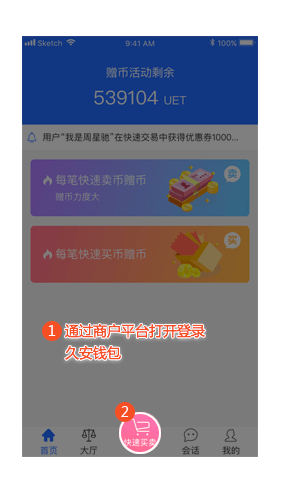 Sketch 9:41 AM 100%
赠币活动剩余
539104 UET
用户“我是周星驰”在快速交易中获得优惠券1000...
每笔快速卖币赠币
赠币力度大
卖
每笔快速买币赠币
买
1 通过商户平台打开登录
久安钱包
2
首页 大厅 快速买卖 会话 我的